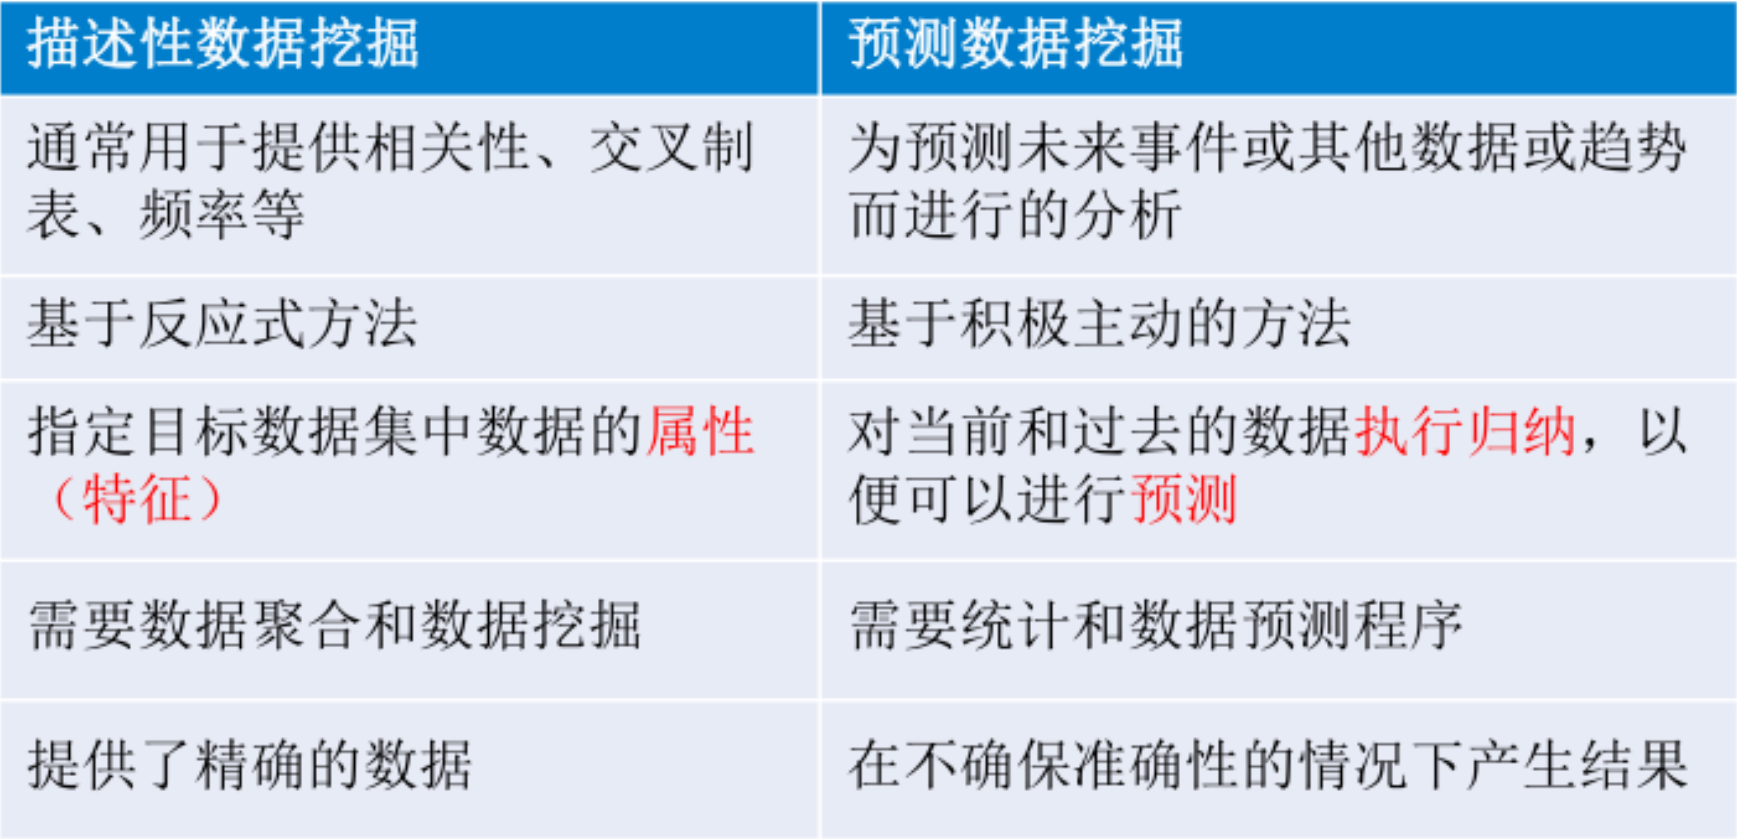 描述性数据挖掘
预测数据挖掘
通常用于提供相关性、交叉制
表、频率等
为预测未来事件或其他数据或趋势
而进行的分析
基于反应式方法
基于积极主动的方法
指定目标数据集中数据的属性
（特征）
对当前和过去的数据执行归纳，以
便可以进行预测
需要数据聚合和数据挖掘
需要统计和数据预测程序
提供了精确的数据
在不确保准确性的情况下产生结果